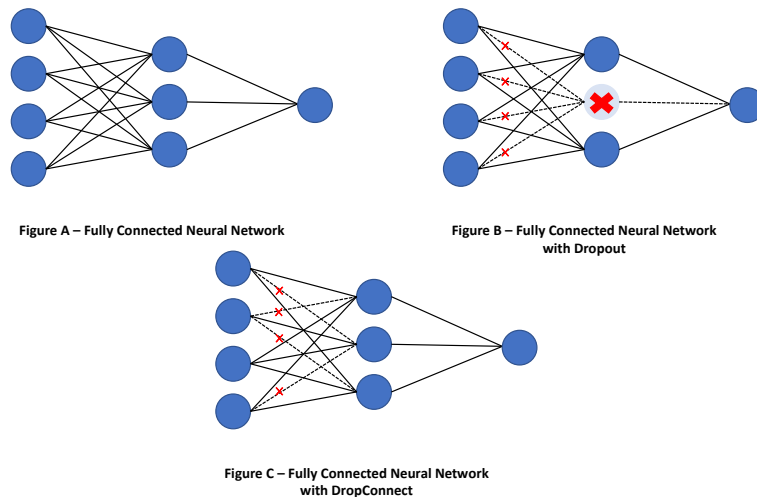 Figure A – Fully Connected Neural Network
Figure B – Fully Connected Neural Network
with Dropout
Figure C – Fully Connected Neural Network
with DropConnect